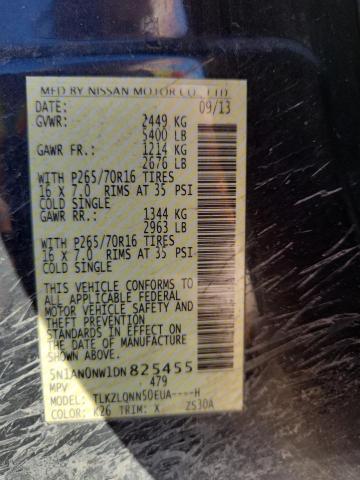 MFD BY NISSAN MOTOR CO., LTD.
DATE: 09/13
GVWR: 2449 KG
5400 LB
GAWR FR.: 1214 KG
2676 LB
WITH P265/70R16 TIRES
16 X 7.0 RIMS AT 35 PSI
COLD SINGLE
GAWR RR.: 1344 KG
2963 LB
WITH P265/70R16 TIRES
16 X 7.0 RIMS AT 35 PSI
COLD SINGLE
THIS VEHICLE CONFORMS TO
ALL APPLICABLE FEDERAL
MOTOR VEHICLE SAFETY AND
THEFT PREVENTION
STANDARDS IN EFFECT ON
THE DATE OF MANUFACTURE
SHOWN ABOVE.
5N1AN0NW1DN825455
MPV 479
MODEL: TLKZLQNN50EUA----H
COLOR: K26 TRIM: X ZS30A